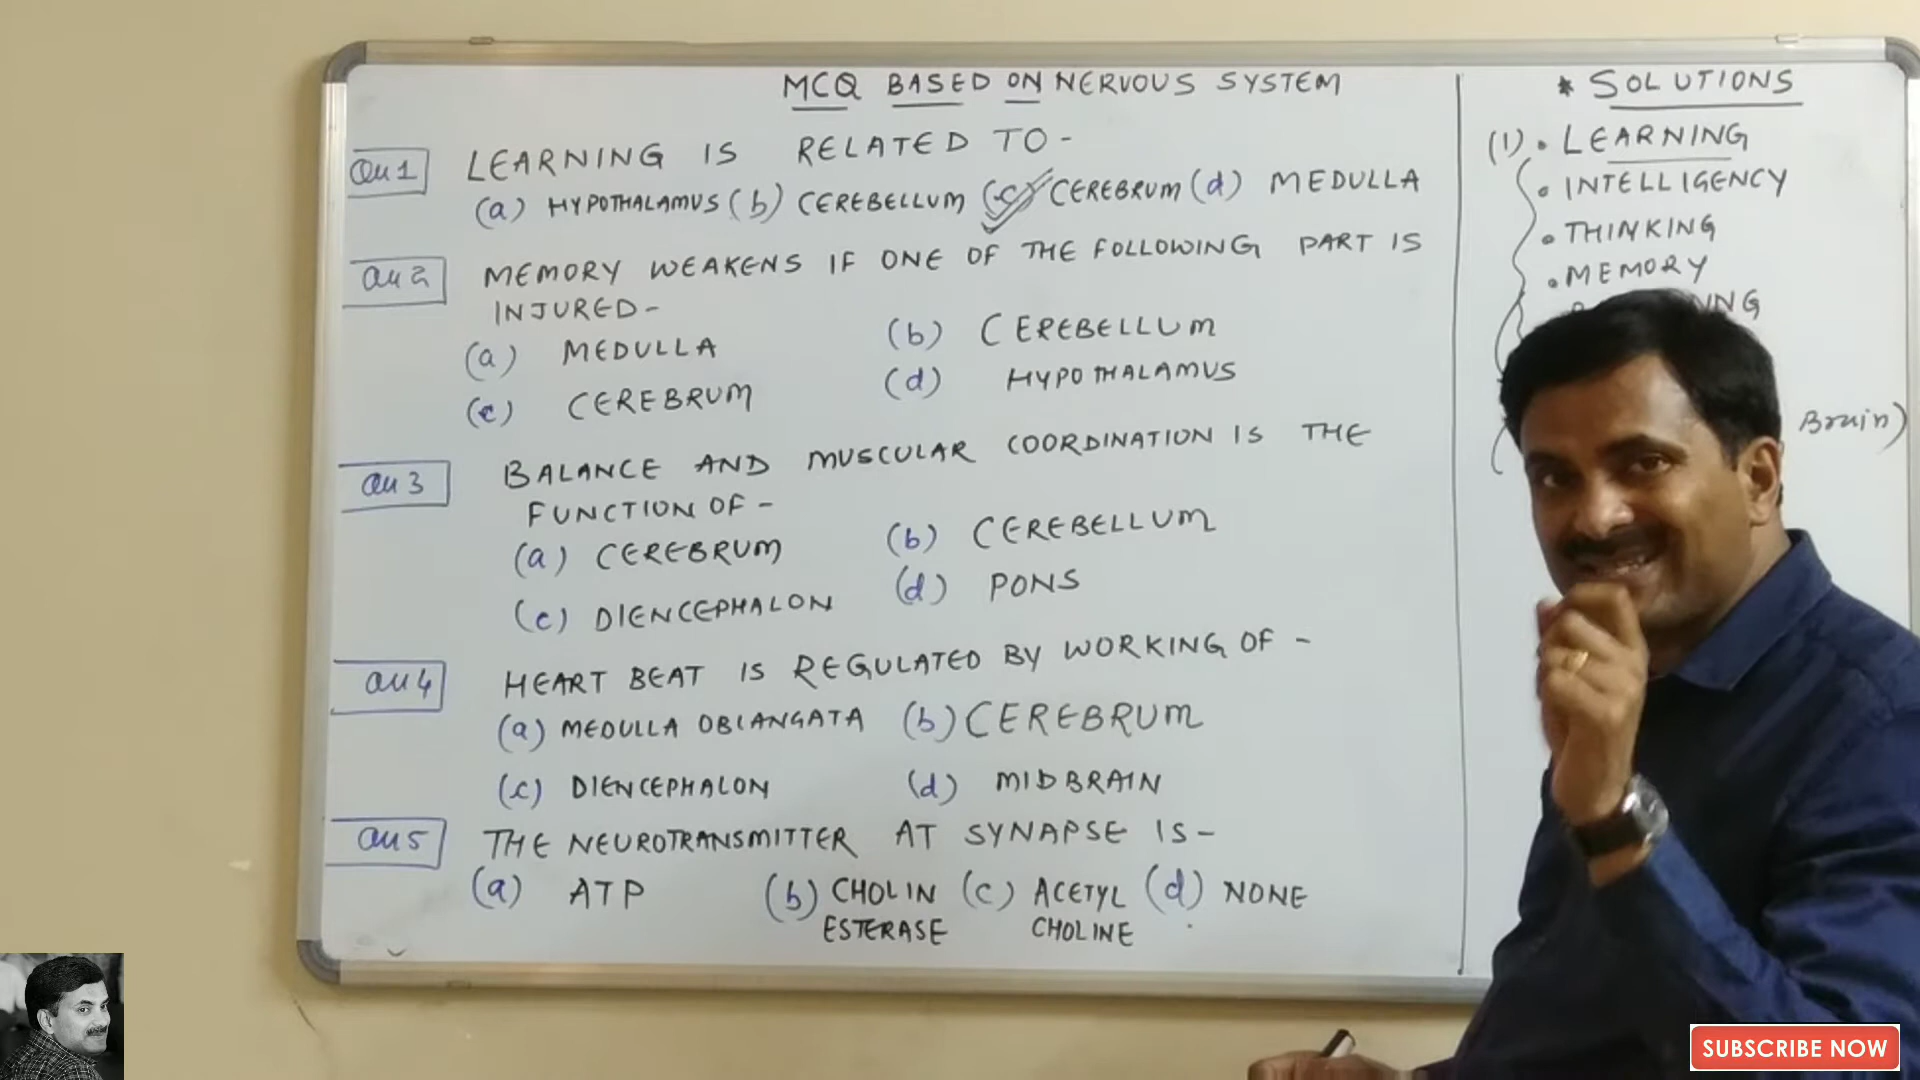 MCQ BASED ON NERVOUS SYSTEM
Qu 1 LEARNING IS RELATED TO -
(a) HYPOTHALAMUS (b) CEREBELLUM (c) CEREBRUM (d) MEDULLA
Qu 2 MEMORY WEAKENS IF ONE OF THE FOLLOWING PART IS
INJURED -
(a) MEDULLA (b) CEREBELLUM
(c) CEREBRUM (d) HYPOTHALAMUS
Qu 3 BALANCE AND MUSCULAR COORDINATION IS THE
FUNCTION OF -
(a) CEREBRUM (b) CEREBELLUM
(c) DIENCEPHALON (d) PONS
Qu 4 HEART BEAT IS REGULATED BY WORKING OF -
(a) MEDULLA OBLANGATA (b) CEREBRUM
(c) DIENCEPHALON (d) MIDBRAIN
Qu 5 THE NEUROTRANSMITTER AT SYNAPSE IS -
(a) ATP (b) CHOLIN (c) ACETYL (d) NONE
ESTERASE CHOLINE
* SOLUTIONS
(1) • LEARNING
• INTELLIGENCY
• THINKING
• MEMORY
Brain)
SUBSCRIBE NOW